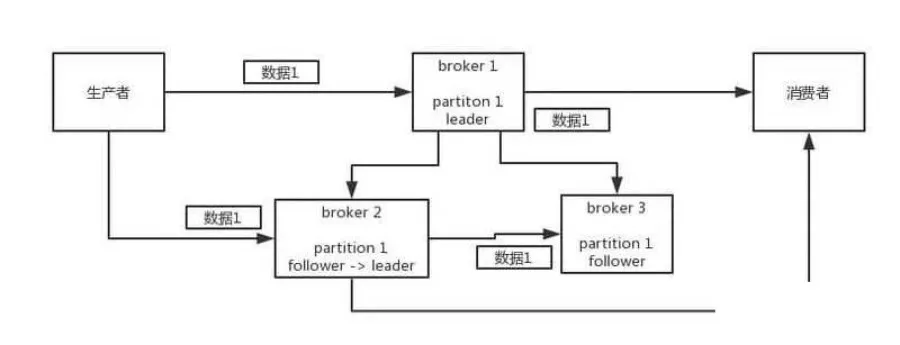 数据1
生产者
broker 1
partiton 1
leader
消费者
数据1
数据1
broker 2
partition 1
follower -> leader
数据1
broker 3
partition 1
follower